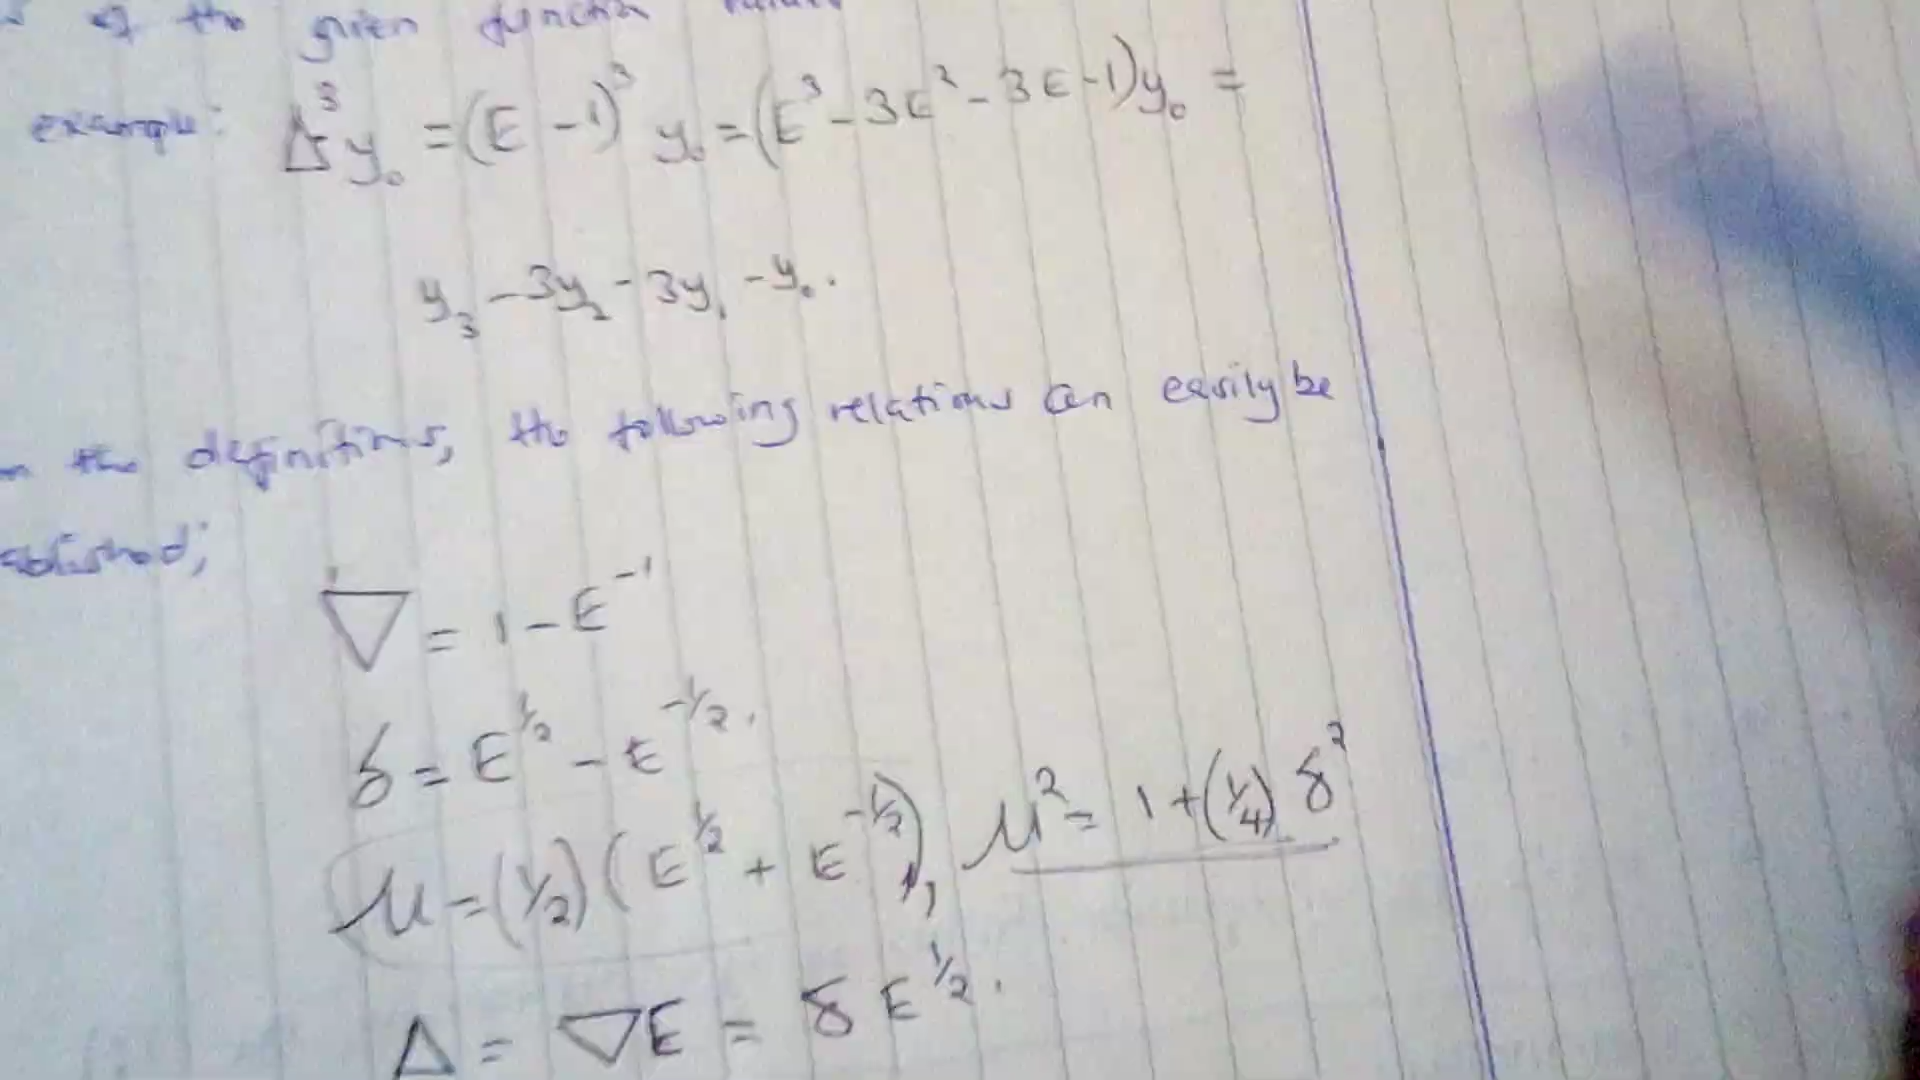 of the given function values
example: Δ³y₀ = (E - 1)³ y₀ = (E³ - 3E² - 3E - 1)y₀ =
y₃ - 3y₂ - 3y₁ - y₀.
the definitions, the following relations can easily be
∇ = 1 - E⁻¹
δ = E^½ - E^-½.
μ = (½)(E^½ + E^-½), μ² = 1 + (¼) δ²
Δ = ∇E = δ E^½.